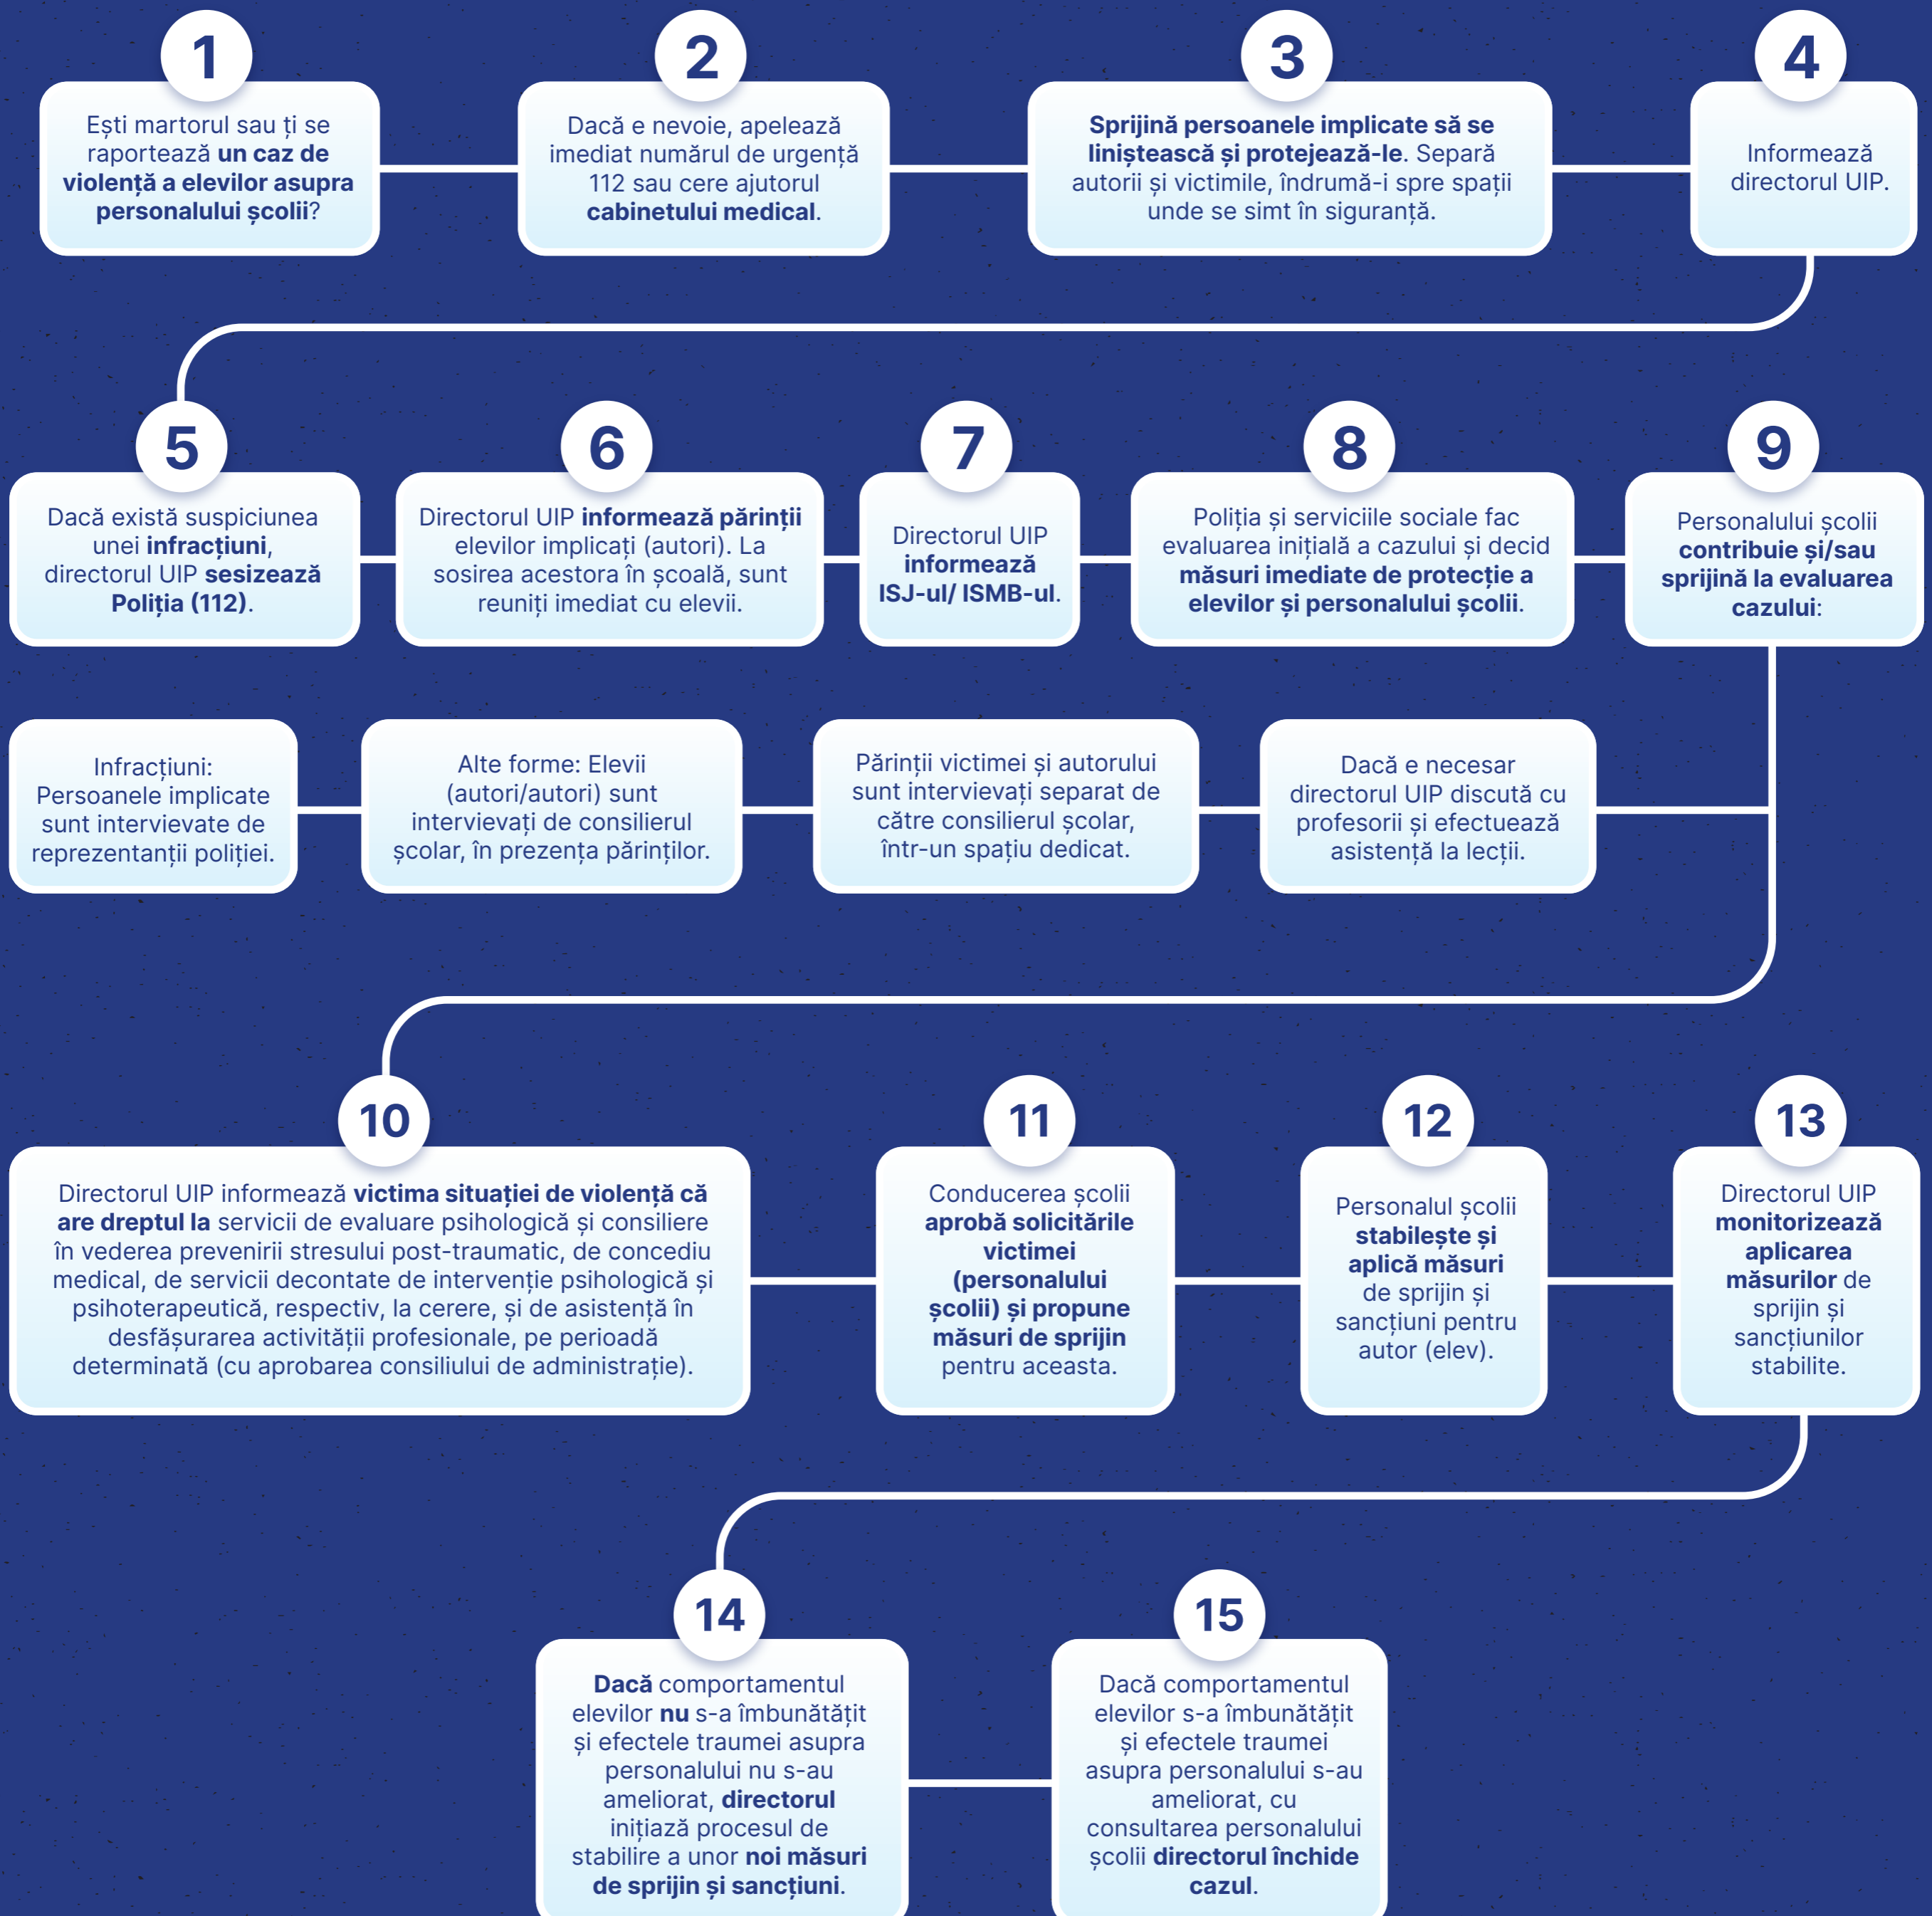 1
Ești martorul sau ți se
raportează un caz de
violență a elevilor asupra
personalului școlii?
2
Dacă e nevoie, apelează
imediat numărul de urgență
112 sau cere ajutorul
cabinetului medical.
3
Sprijină persoanele implicate să se
liniștească și protejează-le. Separă
autorii și victimile, îndrumă-i spre spații
unde se simt în siguranță.
4
Informează
directorul UIP.
5
Dacă există suspiciunea
unei infracțiuni,
directorul UIP sesizează
Poliția (112).
6
Directorul UIP informează părinții
elevilor implicați (autori). La
sosirea acestora în școală, sunt
reuniți imediat cu elevii.
7
Directorul UIP
informează
ISJ-ul/ ISMB-ul.
8
Poliția și serviciile sociale fac
evaluarea inițială a cazului și decid
măsuri imediate de protecție a
elevilor și personalului școlii.
9
Personalului școlii
contribuie și/sau
sprijină la evaluarea
cazului:
Infracțiuni:
Persoanele implicate
sunt intervievate de
reprezentanții poliției.
Alte forme: Elevii
(autori/autori) sunt
intervievați de consilierul
școlar, în prezența părinților.
Părinții victimei și autorului
sunt intervievați separat de
către consilierul școlar,
într-un spațiu dedicat.
Dacă e necesar
directorul UIP discută cu
profesorii și efectuează
asistență la lecții.
10
Directorul UIP informează victima situației de violență că
are dreptul la servicii de evaluare psihologică și consiliere
în vederea prevenirii stresului post-traumatic, de concediu
medical, de servicii decontate de intervenție psihologică și
psihoterapeutică, respectiv, la cerere, și de asistență în
desfășurarea activității profesionale, pe perioadă
determinată (cu aprobarea consiliului de administrație).
11
Conducerea școlii
aprobă solicitările
victimei
(personalului
școlii) și propune
măsuri de sprijin
pentru aceasta.
12
Personalul școlii
stabilește și
aplică măsuri
de sprijin și
sancțiuni pentru
autor (elev).
13
Directorul UIP
monitorizează
aplicarea
măsurilor de
sprijin și
sancțiunilor
stabilite.
14
Dacă comportamentul
elevilor nu s-a îmbunătățit
și efectele traumei asupra
personalului nu s-au
ameliorat, directorul
inițiază procesul de
stabilire a unor noi măsuri
de sprijin și sancțiuni.
15
Dacă comportamentul
elevilor s-a îmbunătățit
și efectele traumei
asupra personalului s-au
ameliorat, cu
consultarea personalului
școlii directorul închide
cazul.